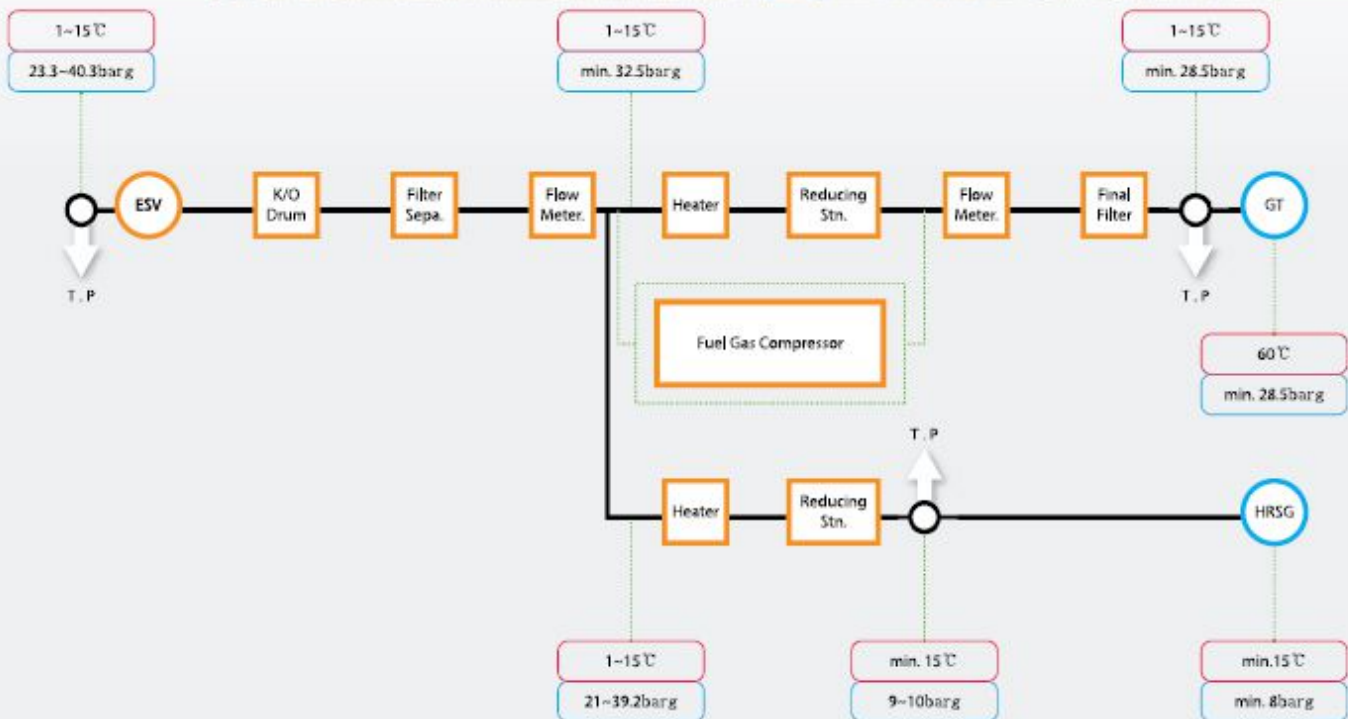 1~15℃
23.3~40.3barg
1~15℃
min. 32.5barg
1~15℃
min. 28.5barg
ESV
K/O
Drum
Filter
Sepa.
Flow
Meter.
Heater
Reducing
Stn.
Flow
Meter.
Final
Filter
GT
T.P
T.P
Fuel Gas Compressor
60℃
min. 28.5barg
T.P
Heater
Reducing
Stn.
HRSG
1~15℃
21~39.2barg
min. 15℃
9~10barg
min.15℃
min. 8barg